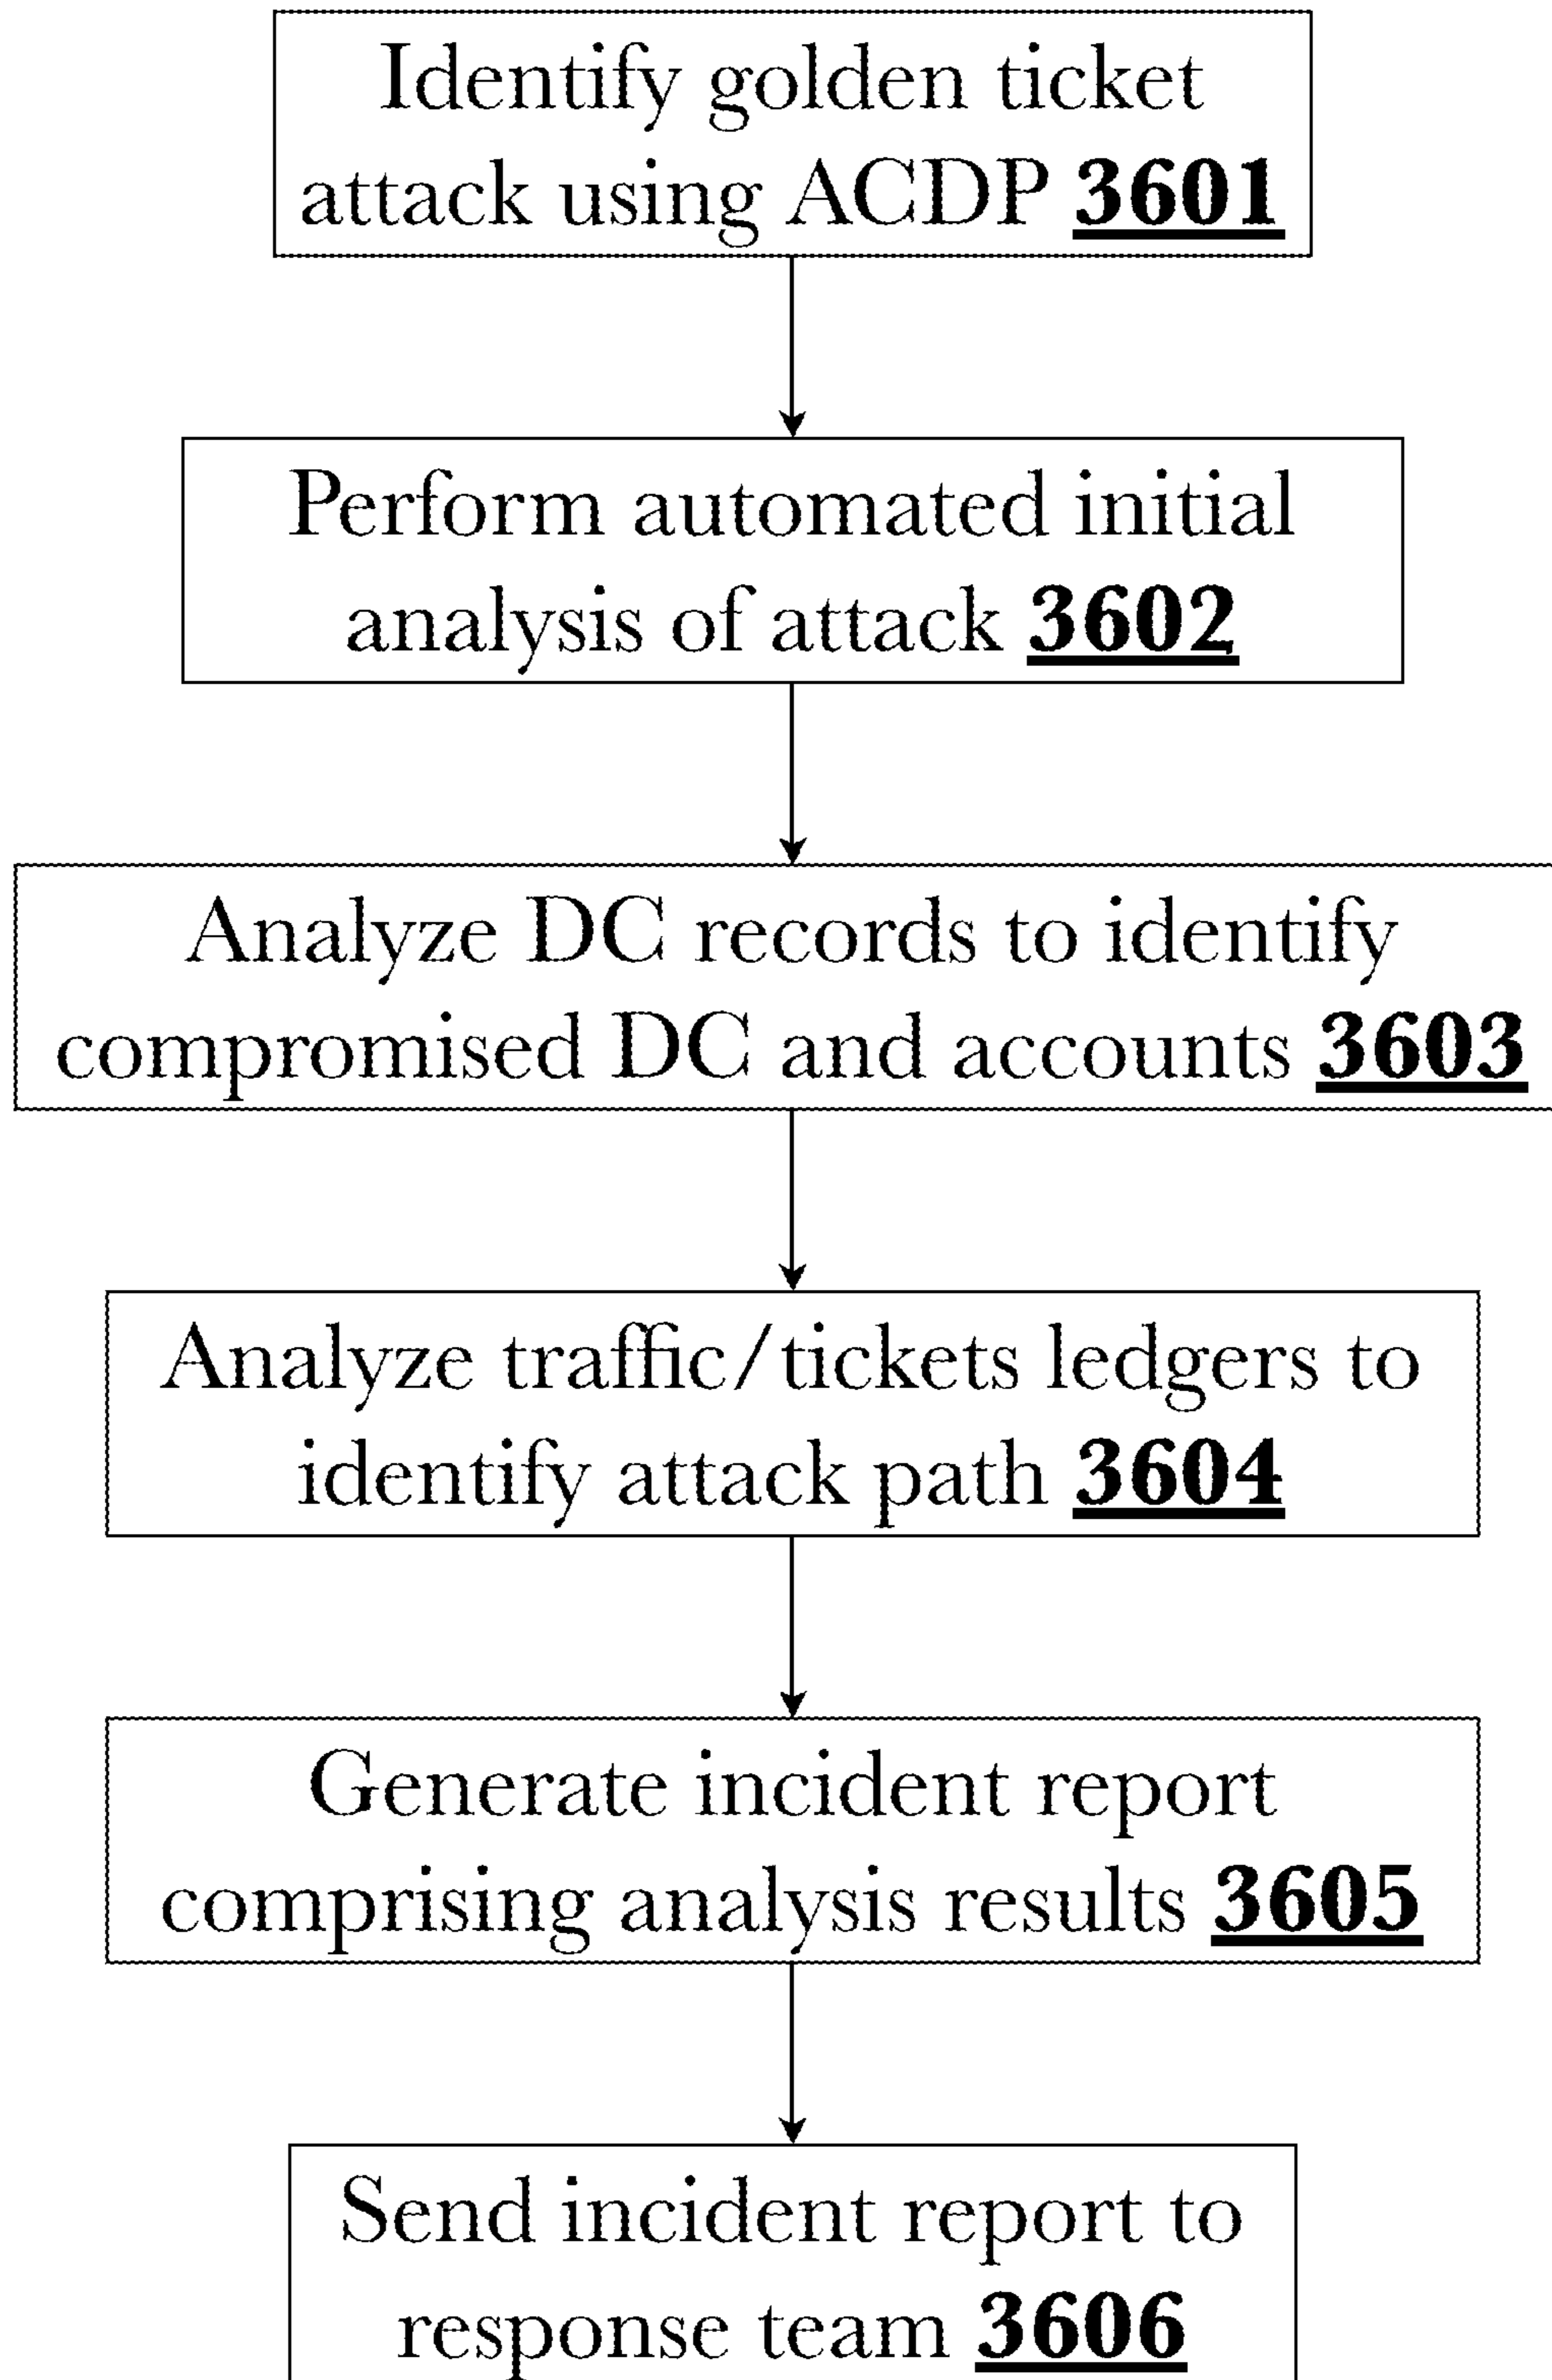 Identify golden ticket
attack using ACDP 3601
Perform automated initial
analysis of attack 3602
Analyze DC records to identify
compromised DC and accounts 3603
Analyze traffic/tickets ledgers to
identify attack path 3604
Generate incident report
comprising analysis results 3605
Send incident report to
response team 3606